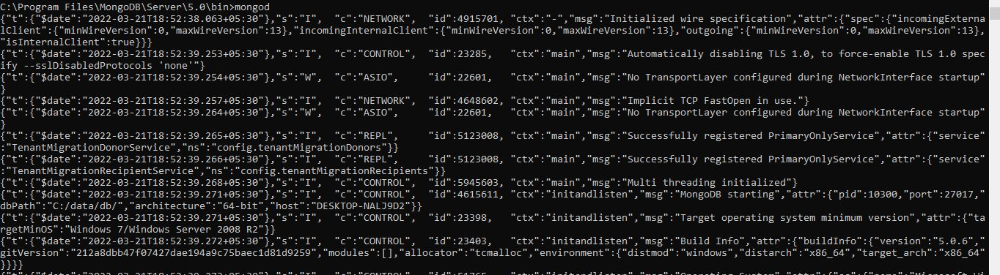 C:\Program Files\MongoDB\Server\5.0\bin>mongod
{"t":{"$date":"2022-03-21T18:52:38.063+05:30"},"s":"I",  "c":"NETWORK",  "id":4915701, "ctx":"-","msg":"Initialized wire specification","attr":{"spec":{"incomingExterna
lClient":{"minWireVersion":0,"maxWireVersion":13},"incomingInternalClient":{"minWireVersion":0,"maxWireVersion":13},"outgoing":{"minWireVersion":0,"maxWireVersion":13},
"isInternalClient":true}}}
{"t":{"$date":"2022-03-21T18:52:39.253+05:30"},"s":"I",  "c":"CONTROL",  "id":23285,   "ctx":"main","msg":"Automatically disabling TLS 1.0, to force-enable TLS 1.0 spec
ify --sslDisabledProtocols 'none'"}
{"t":{"$date":"2022-03-21T18:52:39.254+05:30"},"s":"W",  "c":"ASIO",     "id":22601,   "ctx":"main","msg":"No TransportLayer configured during NetworkInterface startup"
}
{"t":{"$date":"2022-03-21T18:52:39.257+05:30"},"s":"I",  "c":"NETWORK",  "id":4648602, "ctx":"main","msg":"Implicit TCP FastOpen in use."}
{"t":{"$date":"2022-03-21T18:52:39.264+05:30"},"s":"W",  "c":"ASIO",     "id":22601,   "ctx":"main","msg":"No TransportLayer configured during NetworkInterface startup"
}
{"t":{"$date":"2022-03-21T18:52:39.265+05:30"},"s":"I",  "c":"REPL",     "id":5123008, "ctx":"main","msg":"Successfully registered PrimaryOnlyService","attr":{"service"
:"TenantMigrationDonorService","ns":"config.tenantMigrationDonors"}}
{"t":{"$date":"2022-03-21T18:52:39.266+05:30"},"s":"I",  "c":"REPL",     "id":5123008, "ctx":"main","msg":"Successfully registered PrimaryOnlyService","attr":{"service"
:"TenantMigrationRecipientService","ns":"config.tenantMigrationRecipients"}}
{"t":{"$date":"2022-03-21T18:52:39.268+05:30"},"s":"I",  "c":"CONTROL",  "id":5945603, "ctx":"main","msg":"Multi threading initialized"}
{"t":{"$date":"2022-03-21T18:52:39.271+05:30"},"s":"I",  "c":"CONTROL",  "id":4615611, "ctx":"initandlisten","msg":"MongoDB starting","attr":{"pid":10300,"port":27017,"
dbPath":"C:/data/db/","architecture":"64-bit","host":"DESKTOP-NALJ9D2"}}
{"t":{"$date":"2022-03-21T18:52:39.271+05:30"},"s":"I",  "c":"CONTROL",  "id":23398,   "ctx":"initandlisten","msg":"Target operating system minimum version","attr":{"ta
rgetMinOS":"Windows 7/Windows Server 2008 R2"}}
{"t":{"$date":"2022-03-21T18:52:39.272+05:30"},"s":"I",  "c":"CONTROL",  "id":23403,   "ctx":"initandlisten","msg":"Build Info","attr":{"buildInfo":{"version":"5.0.6","
gitVersion":"212a8dbb47f07427dae194a9c75baec1d81d9259","modules":[],"allocator":"tcmalloc","environment":{"distmod":"windows","distarch":"x86_64","target_arch":"x86_64"
}}}}